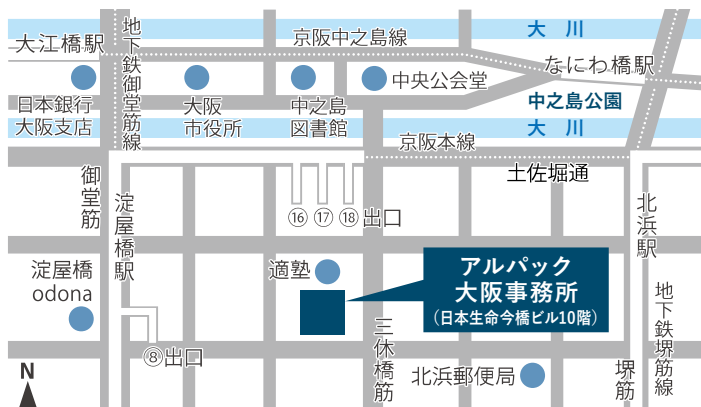 地下鉄御堂筋線
大川
大江橋駅
京阪中之島線
なにわ橋駅
日本銀行
大阪支店
大阪
市役所
中之島
図書館
中央公会堂
中之島公園
大川
京阪本線
土佐堀通
御堂筋
淀屋橋駅
⑯ ⑰ ⑱出口
北浜駅
淀屋橋
odona
適塾
アルパック
大阪事務所
（日本生命今橋ビル10階）
地下鉄堺筋線
⑧出口
三休橋筋
北浜郵便局
堺筋
N